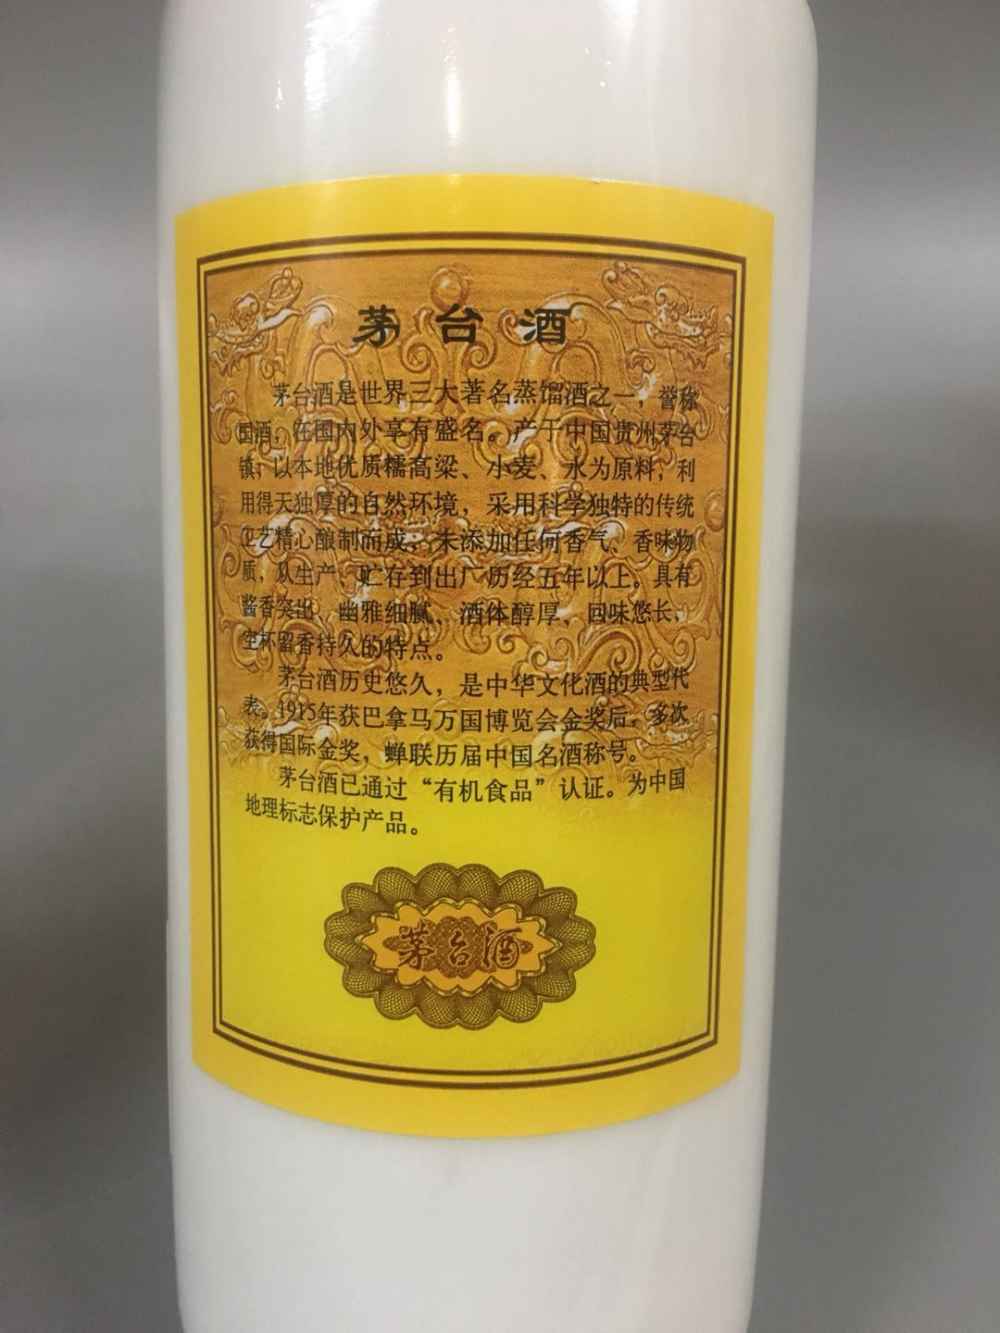 茅台酒
茅台酒是世界三大著名蒸馏酒之一，誉称
国酒，在国内外享有盛名。产于中国贵州茅台
镇，以本地优质糯高粱、小麦、水为原料，利
用得天独厚的自然环境，采用科学独特的传统
工艺精心酿制而成，未添加任何香气、香味物
质，从生产、贮存到出厂历经五年以上。具有
酱香突出、幽雅细腻、酒体醇厚、回味悠长，
空杯留香持久的特点。
茅台酒历史悠久，是中华文化酒的典型代
表。1915年获巴拿马万国博览会金奖后，多次
获得国际金奖，蝉联历届中国名酒称号。
茅台酒已通过“有机食品”认证。为中国
地理标志保护产品。
茅台酒